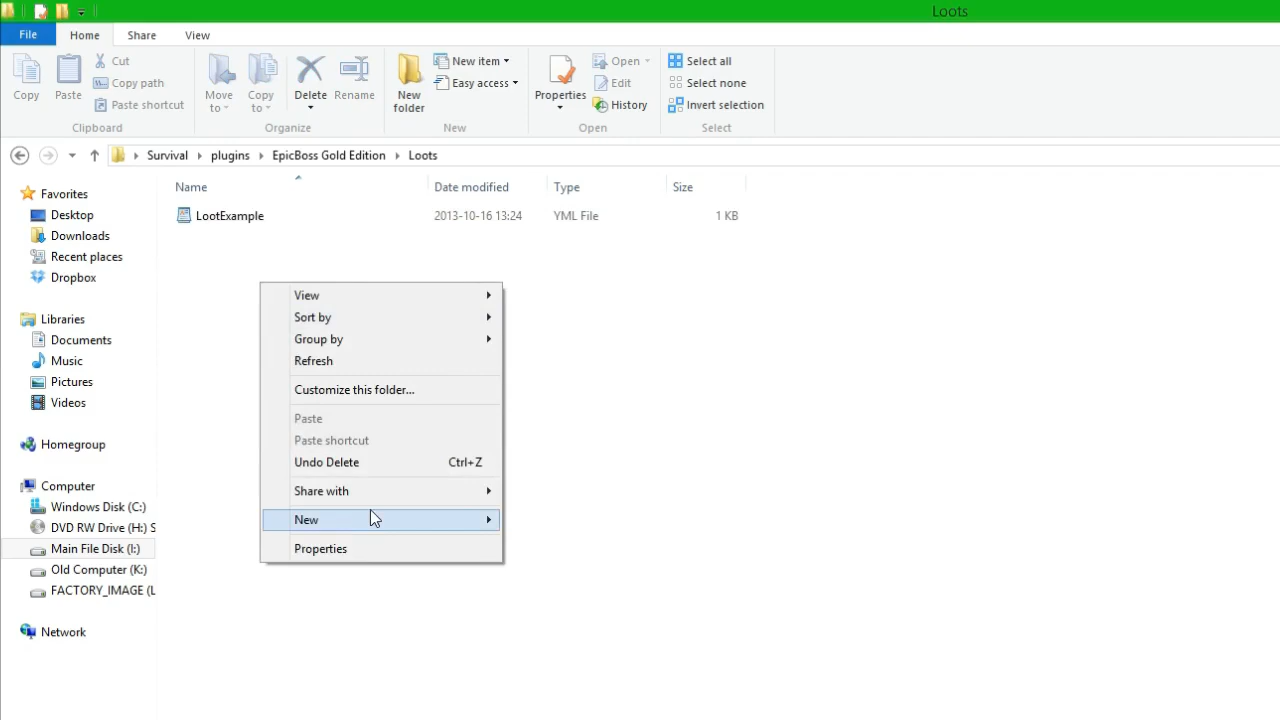 Loots
File Home Share View
Copy
Paste
Cut
Copy path
Paste shortcut
Clipboard
Move to
Copy to
Delete
Rename
Organize
New folder
New item
Easy access
New
Properties
Open
Edit
History
Open
Select all
Select none
Invert selection
Select
Survival plugins EpicBoss Gold Edition Loots
Name Date modified Type Size
LootExample 2013-10-16 13:24 YML File 1 KB
Favorites
Desktop
Downloads
Recent places
Dropbox
Libraries
Documents
Music
Pictures
Videos
Homegroup
Computer
Windows Disk (C:)
DVD RW Drive (H:) S
Main File Disk (I:)
Old Computer (K:)
FACTORY_IMAGE (L
Network
View
Sort by
Group by
Refresh
Customize this folder...
Paste
Paste shortcut
Undo Delete Ctrl+Z
Share with
New
Properties